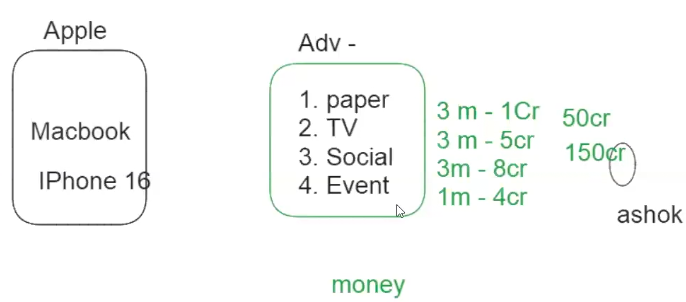 Apple
Macbook
IPhone 16
Adv -
1. paper
2. TV
3. Social
4. Event
3 m - 1Cr
3 m - 5cr
3m - 8cr
1m - 4cr
50cr
150cr
ashok
money